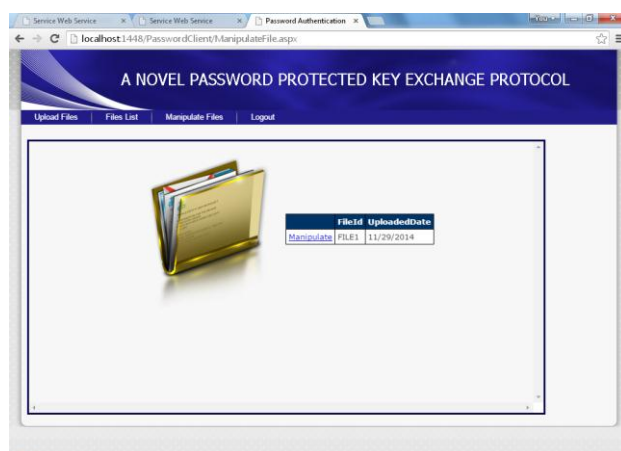 Service Web Service Service Web Service Password Authentication
localhost:1448/PasswordClient/ManipulateFile.aspx
A NOVEL PASSWORD PROTECTED KEY EXCHANGE PROTOCOL
Upload Files Files List Manipulate Files Logout
FileId UploadedDate
Manipulate FILE1 11/29/2014